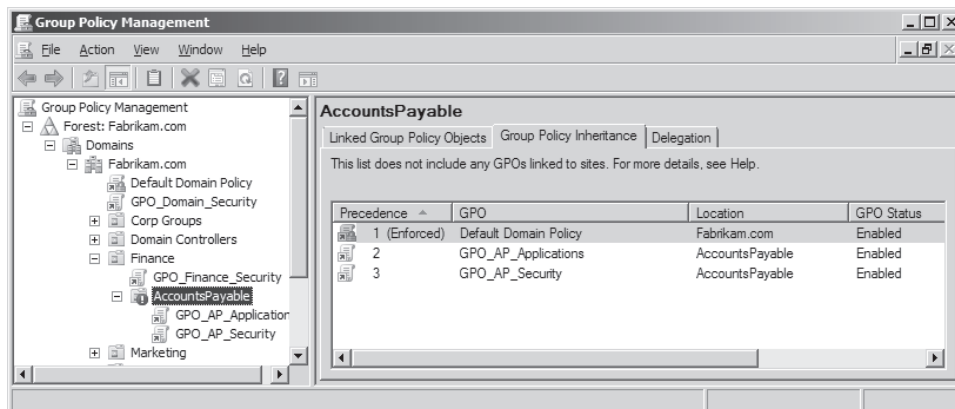 Group Policy Management
File Action View Window Help
Group Policy Management
Forest: Fabrikam.com
Domains
Fabrikam.com
Default Domain Policy
GPO_Domain_Security
Corp Groups
Domain Controllers
Finance
GPO_Finance_Security
AccountsPayable
GPO_AP_Application
GPO_AP_Security
Marketing
AccountsPayable
Linked Group Policy Objects Group Policy Inheritance Delegation
This list does not include any GPOs linked to sites. For more details, see Help.
Precedence GPO Location GPO Status
1 (Enforced) Default Domain Policy Fabrikam.com Enabled
2 GPO_AP_Applications AccountsPayable Enabled
3 GPO_AP_Security AccountsPayable Enabled